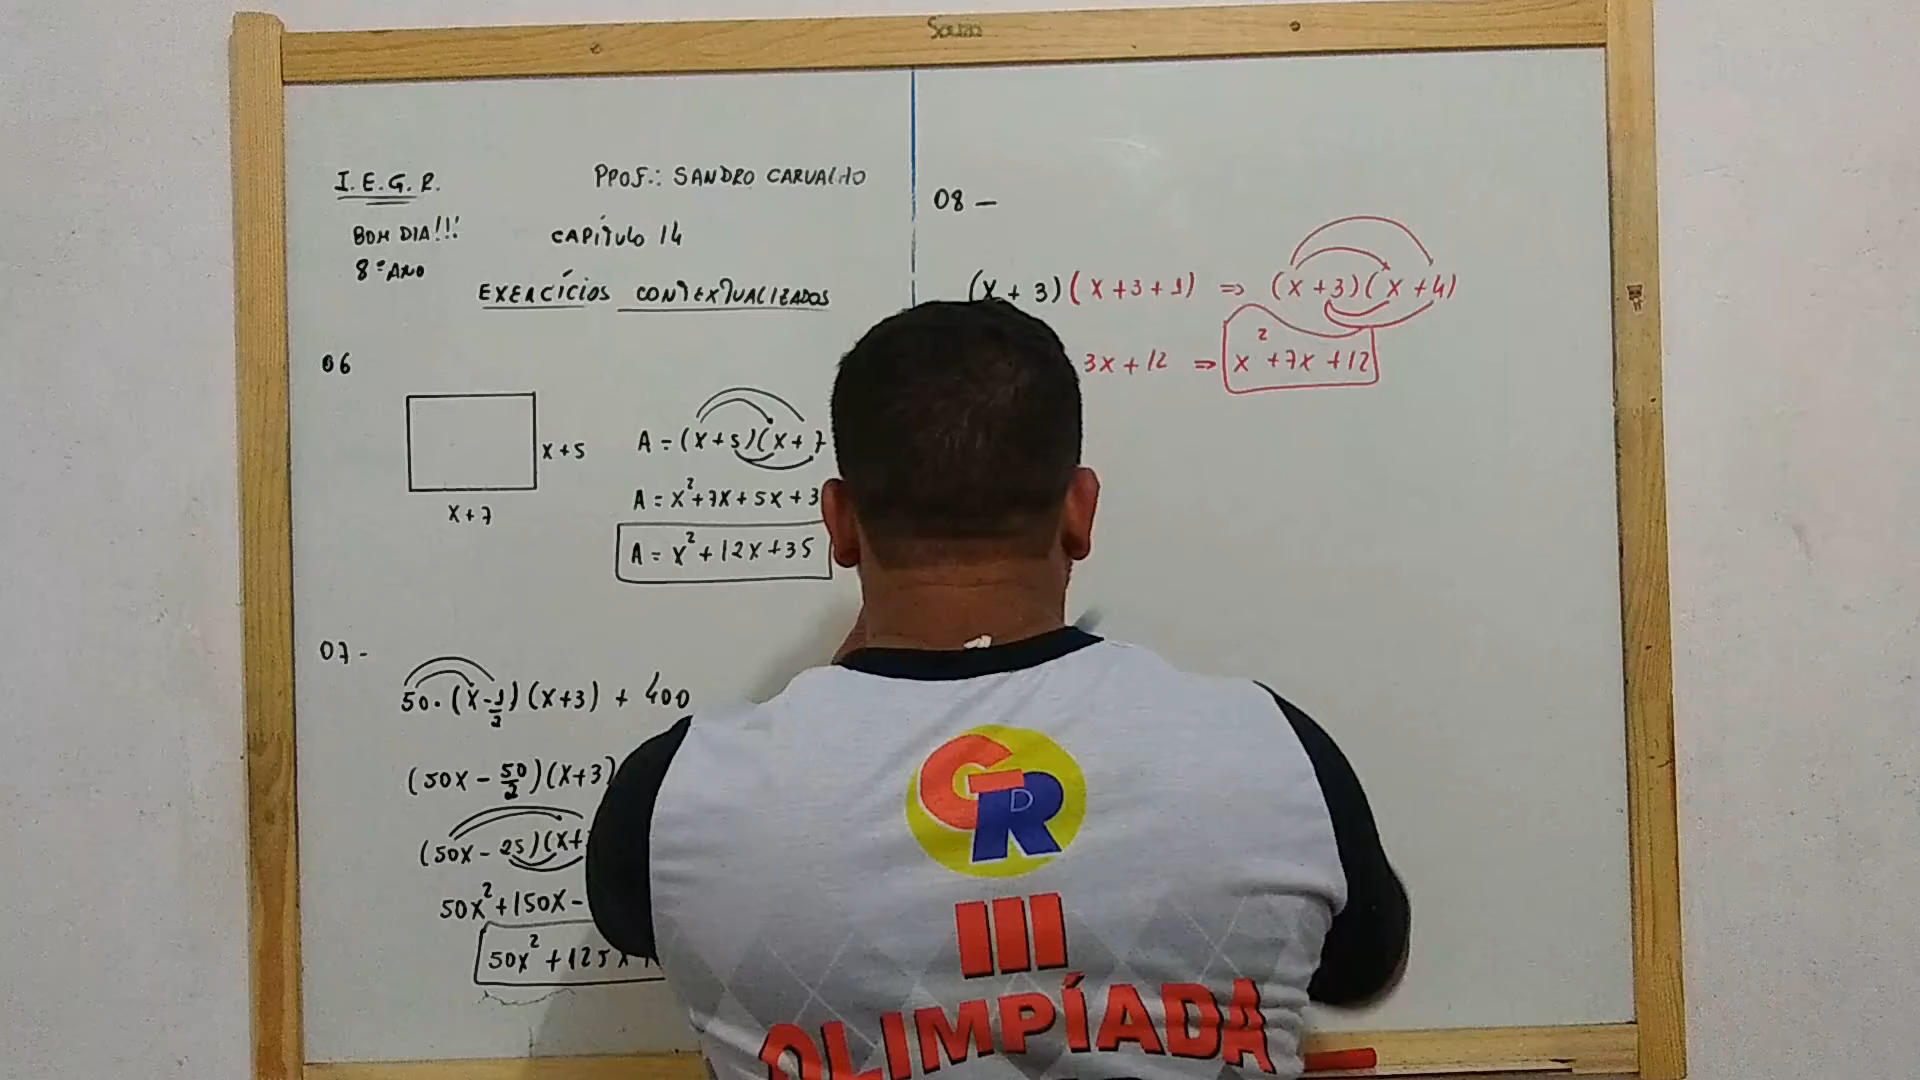 Souza
I.E.G.R.
PROF.: SANDRO CARVALHO
BOM DIA!!!
CAPÍTULO 14
8º ANO
EXERCÍCIOS CONTEXTUALIZADOS
06
x+5
x+7
A = (x+5)(x+7
A = x²+7x+5x+3
A = x²+12x+35
07-
50·(x-1/2)(x+3) + 400
(50x - 50/2)(x+3)
(50x - 25)(x+
50x²+150x-
50x²+125x
08 -
(x+3)(x+3+1) ⇒ (x+3)(x+4)
3x+12 ⇒ x²+7x+12
GDR
III
OLIMPÍADA